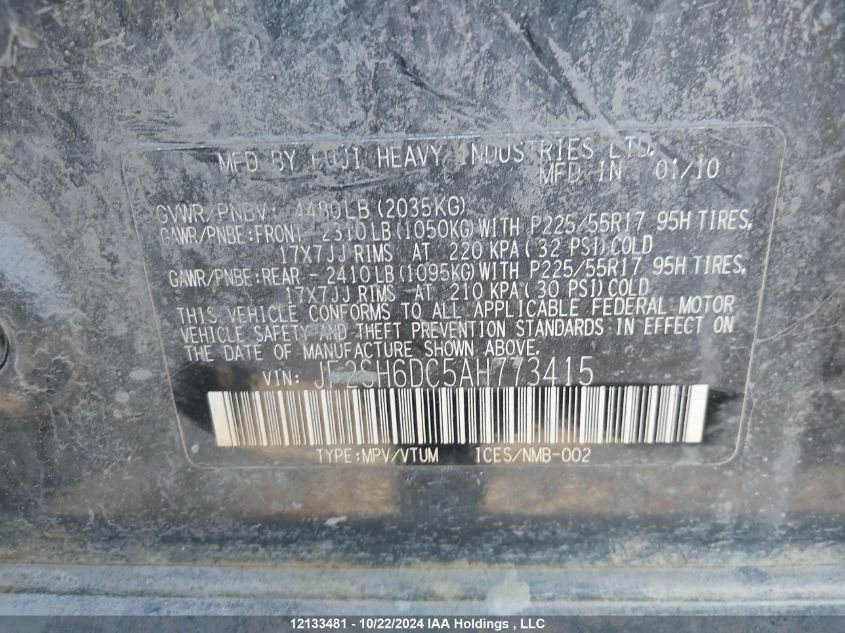 MFD BY FUJI HEAVY INDUSTRIES LTD.
MFD IN 01/10
GVWR/PNBV: 4480LB(2035KG)
GAWR/PNBE:FRONT- 2310LB(1050KG)WITH P225/55R17 95H TIRES,
17X7JJ RIMS AT 220 KPA(32 PSI)COLD
GAWR/PNBE:REAR - 2410LB(1095KG)WITH P225/55R17 95H TIRES,
17X7JJ RIMS AT 210 KPA(30 PSI)COLD
THIS VEHICLE CONFORMS TO ALL APPLICABLE FEDERAL MOTOR
VEHICLE SAFETY AND THEFT PREVENTION STANDARDS IN EFFECT ON
THE DATE OF MANUFACTURE SHOWN ABOVE.
VIN: JF2SH6DC5AH773415
TYPE:MPV/VTUM ICES/NMB-002
12133481 - 10/22/2024 IAA Holdings , LLC